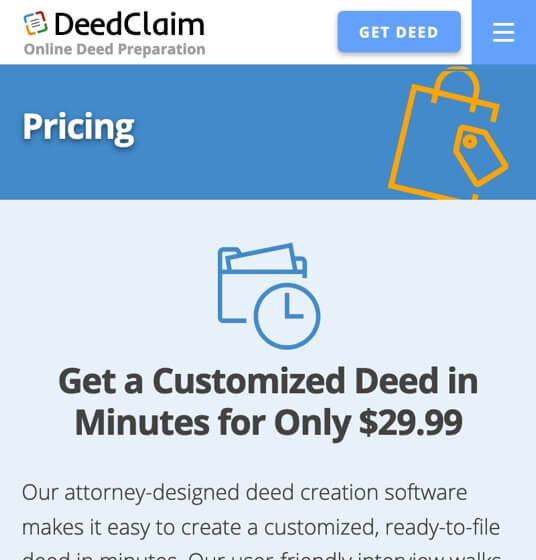 DeedClaim
Online Deed Preparation
GET DEED
Pricing
Get a Customized Deed in
Minutes for Only $29.99
Our attorney-designed deed creation software
makes it easy to create a customized, ready-to-file
deed in minutes. Our user-friendly interview walks